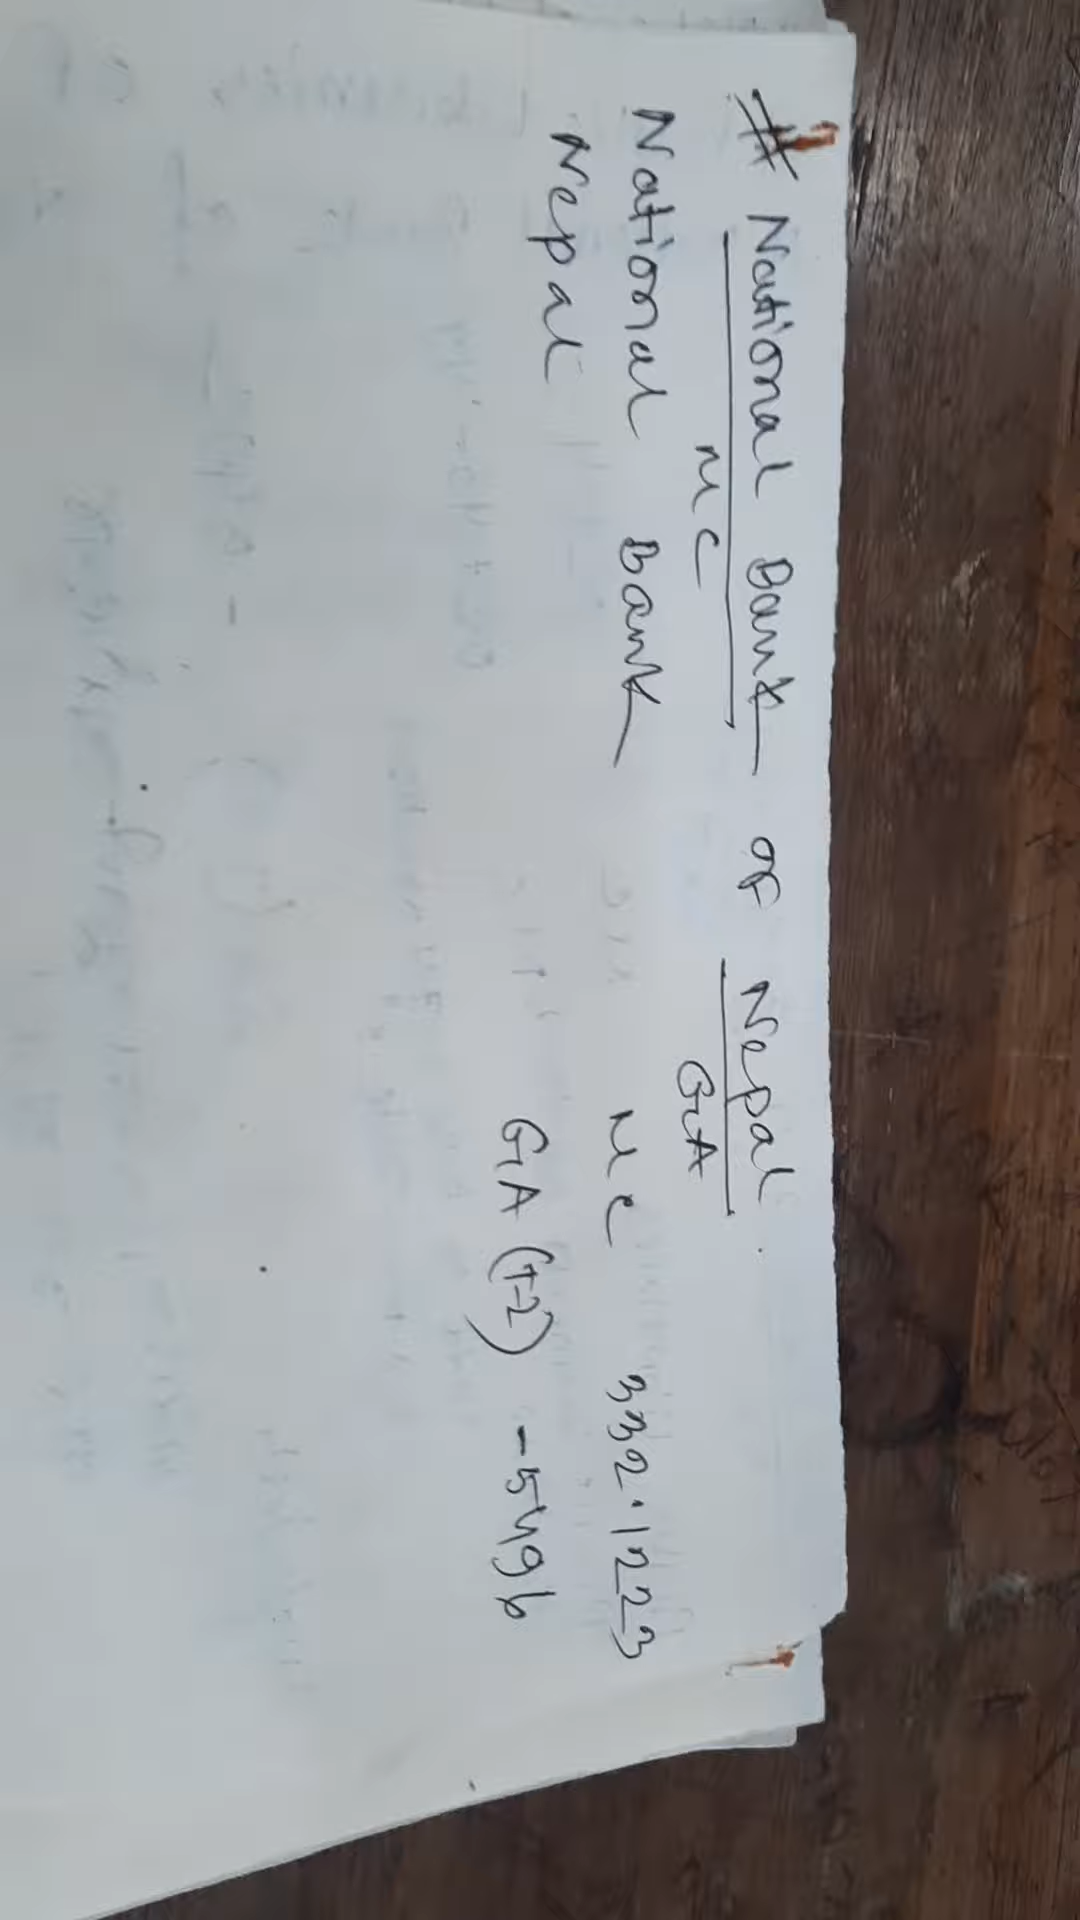 # National Bank of Nepal
MC GA
National Bank MC 332.1223
Nepal GA (T-2) -5496